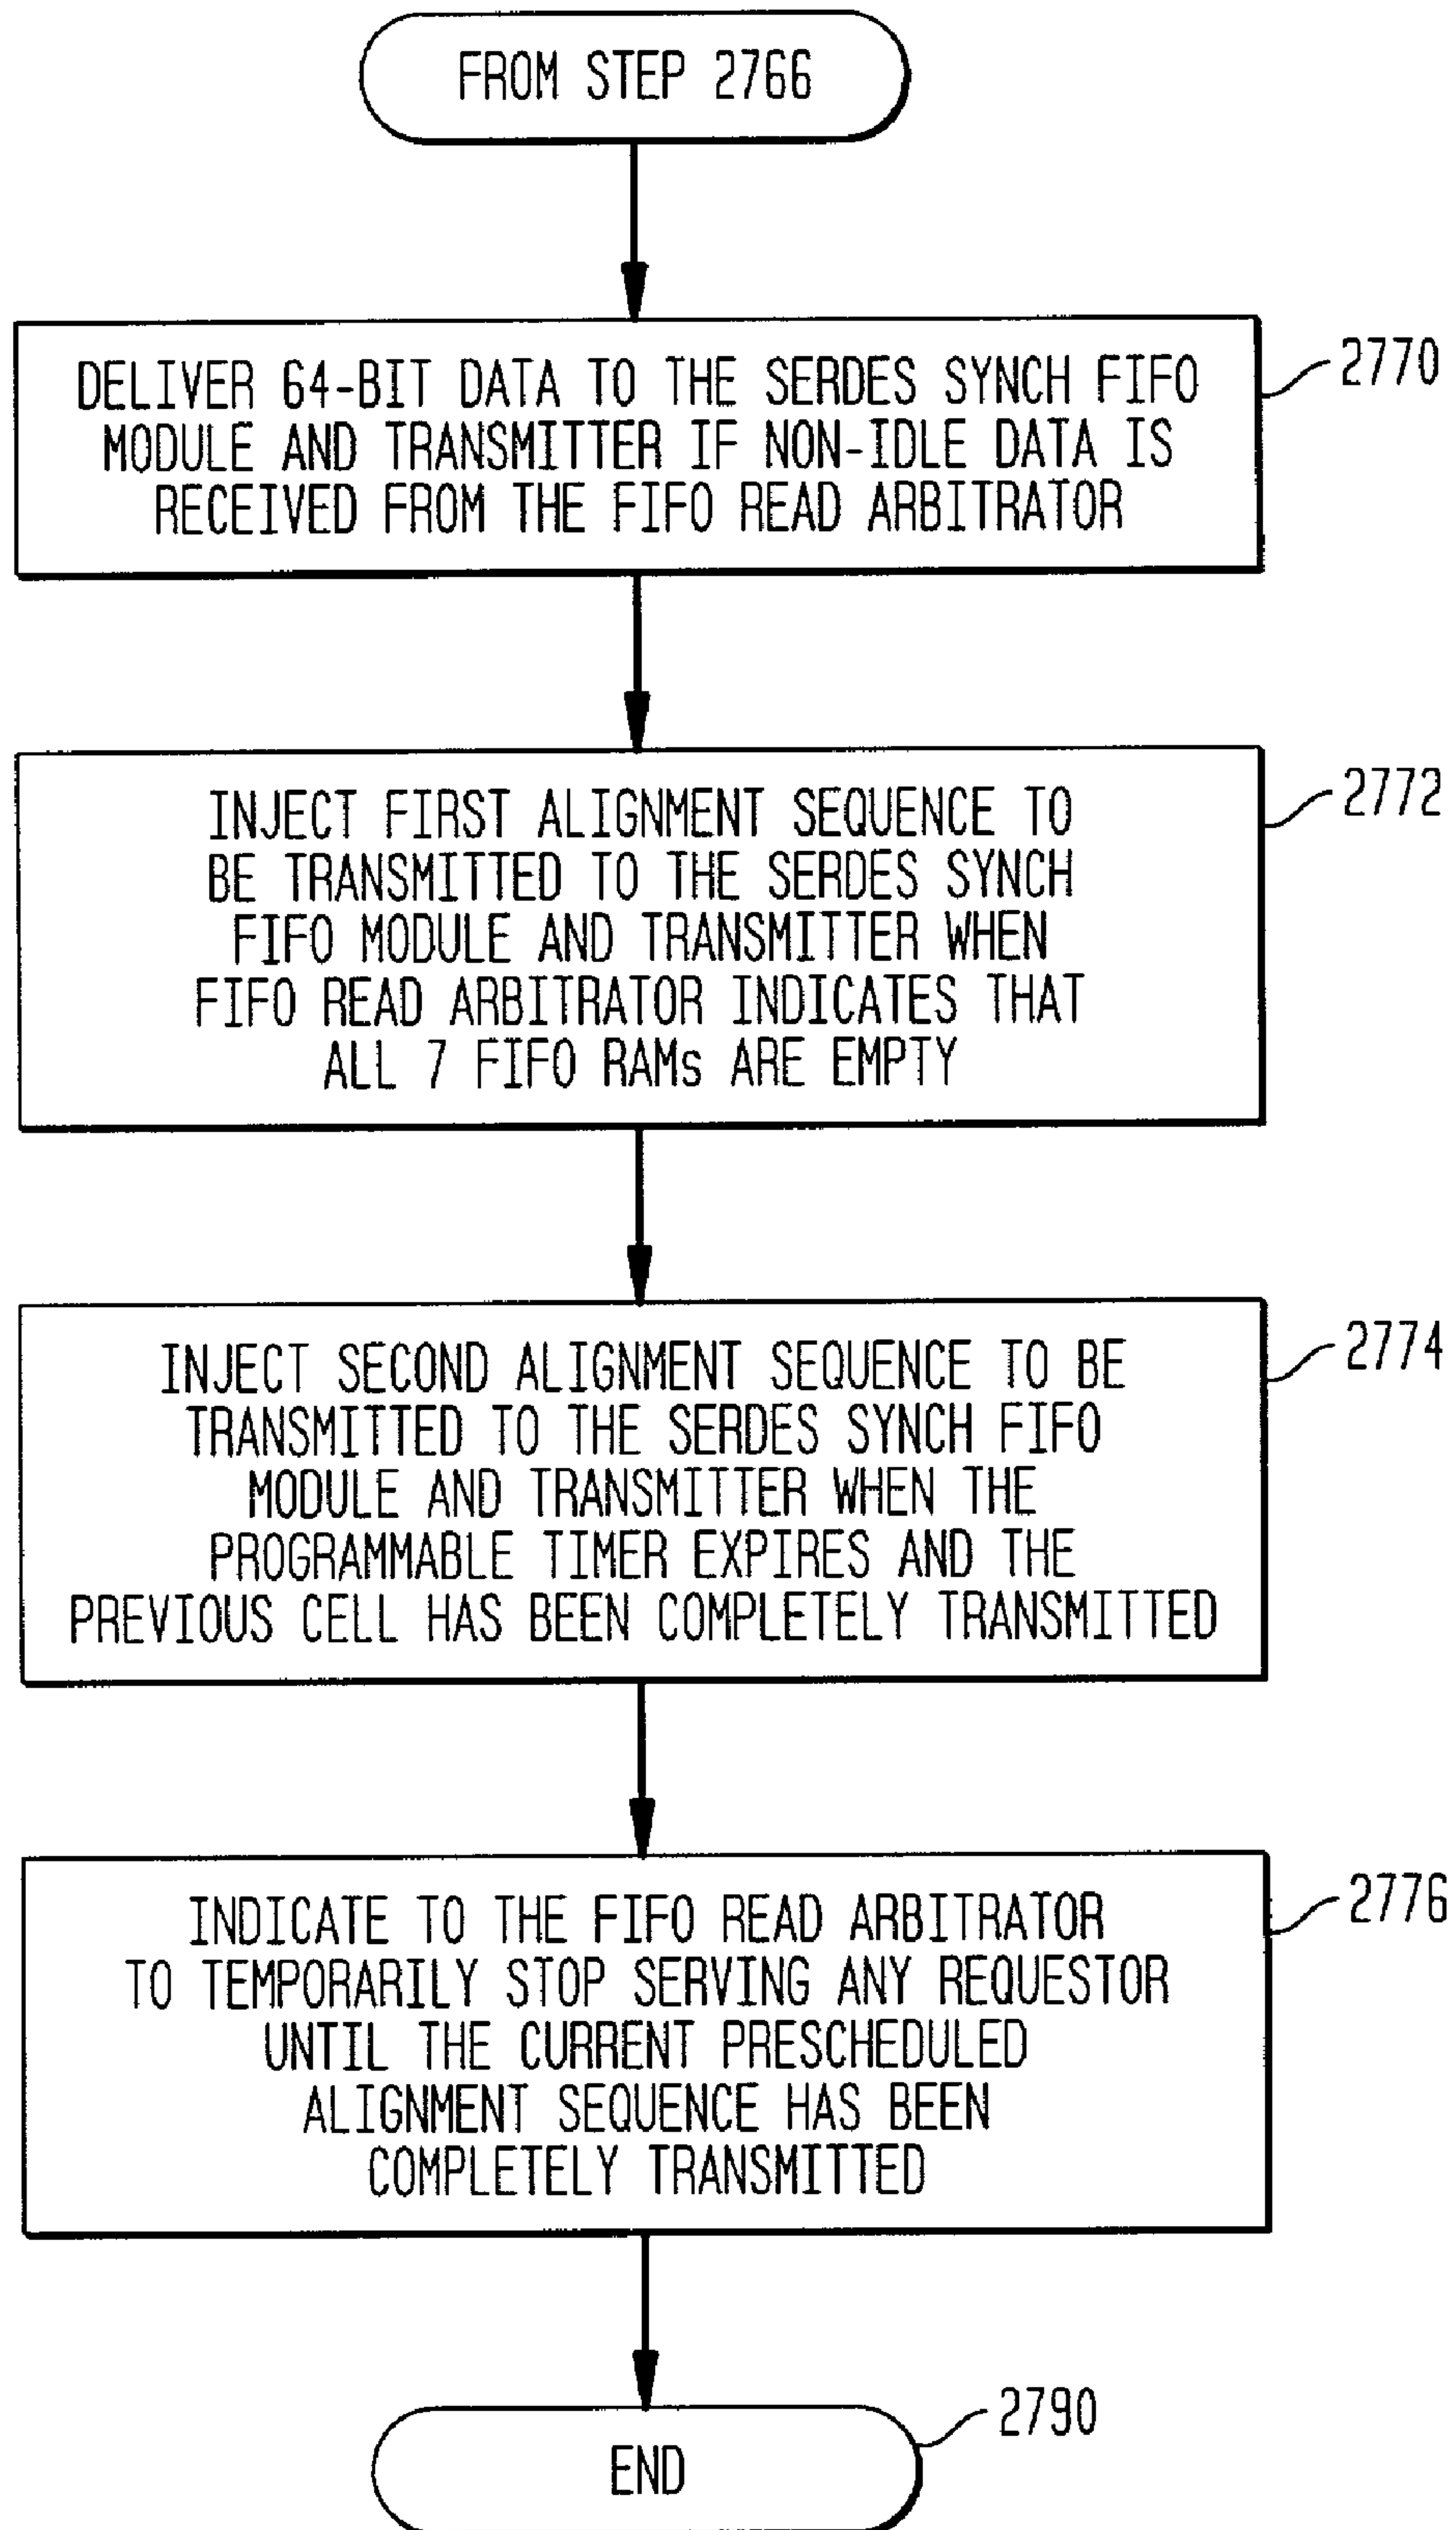 FROM STEP 2766
DELIVER 64-BIT DATA TO THE SERDES SYNCH FIFO
MODULE AND TRANSMITTER IF NON-IDLE DATA IS
RECEIVED FROM THE FIFO READ ARBITRATOR
2770
INJECT FIRST ALIGNMENT SEQUENCE TO
BE TRANSMITTED TO THE SERDES SYNCH
FIFO MODULE AND TRANSMITTER WHEN
FIFO READ ARBITRATOR INDICATES THAT
ALL 7 FIFO RAMs ARE EMPTY
2772
INJECT SECOND ALIGNMENT SEQUENCE TO BE
TRANSMITTED TO THE SERDES SYNCH FIFO
MODULE AND TRANSMITTER WHEN THE
PROGRAMMABLE TIMER EXPIRES AND THE
PREVIOUS CELL HAS BEEN COMPLETELY TRANSMITTED
2774
INDICATE TO THE FIFO READ ARBITRATOR
TO TEMPORARILY STOP SERVING ANY REQUESTOR
UNTIL THE CURRENT PRESCHEDULED
ALIGNMENT SEQUENCE HAS BEEN
COMPLETELY TRANSMITTED
2776
END
2790